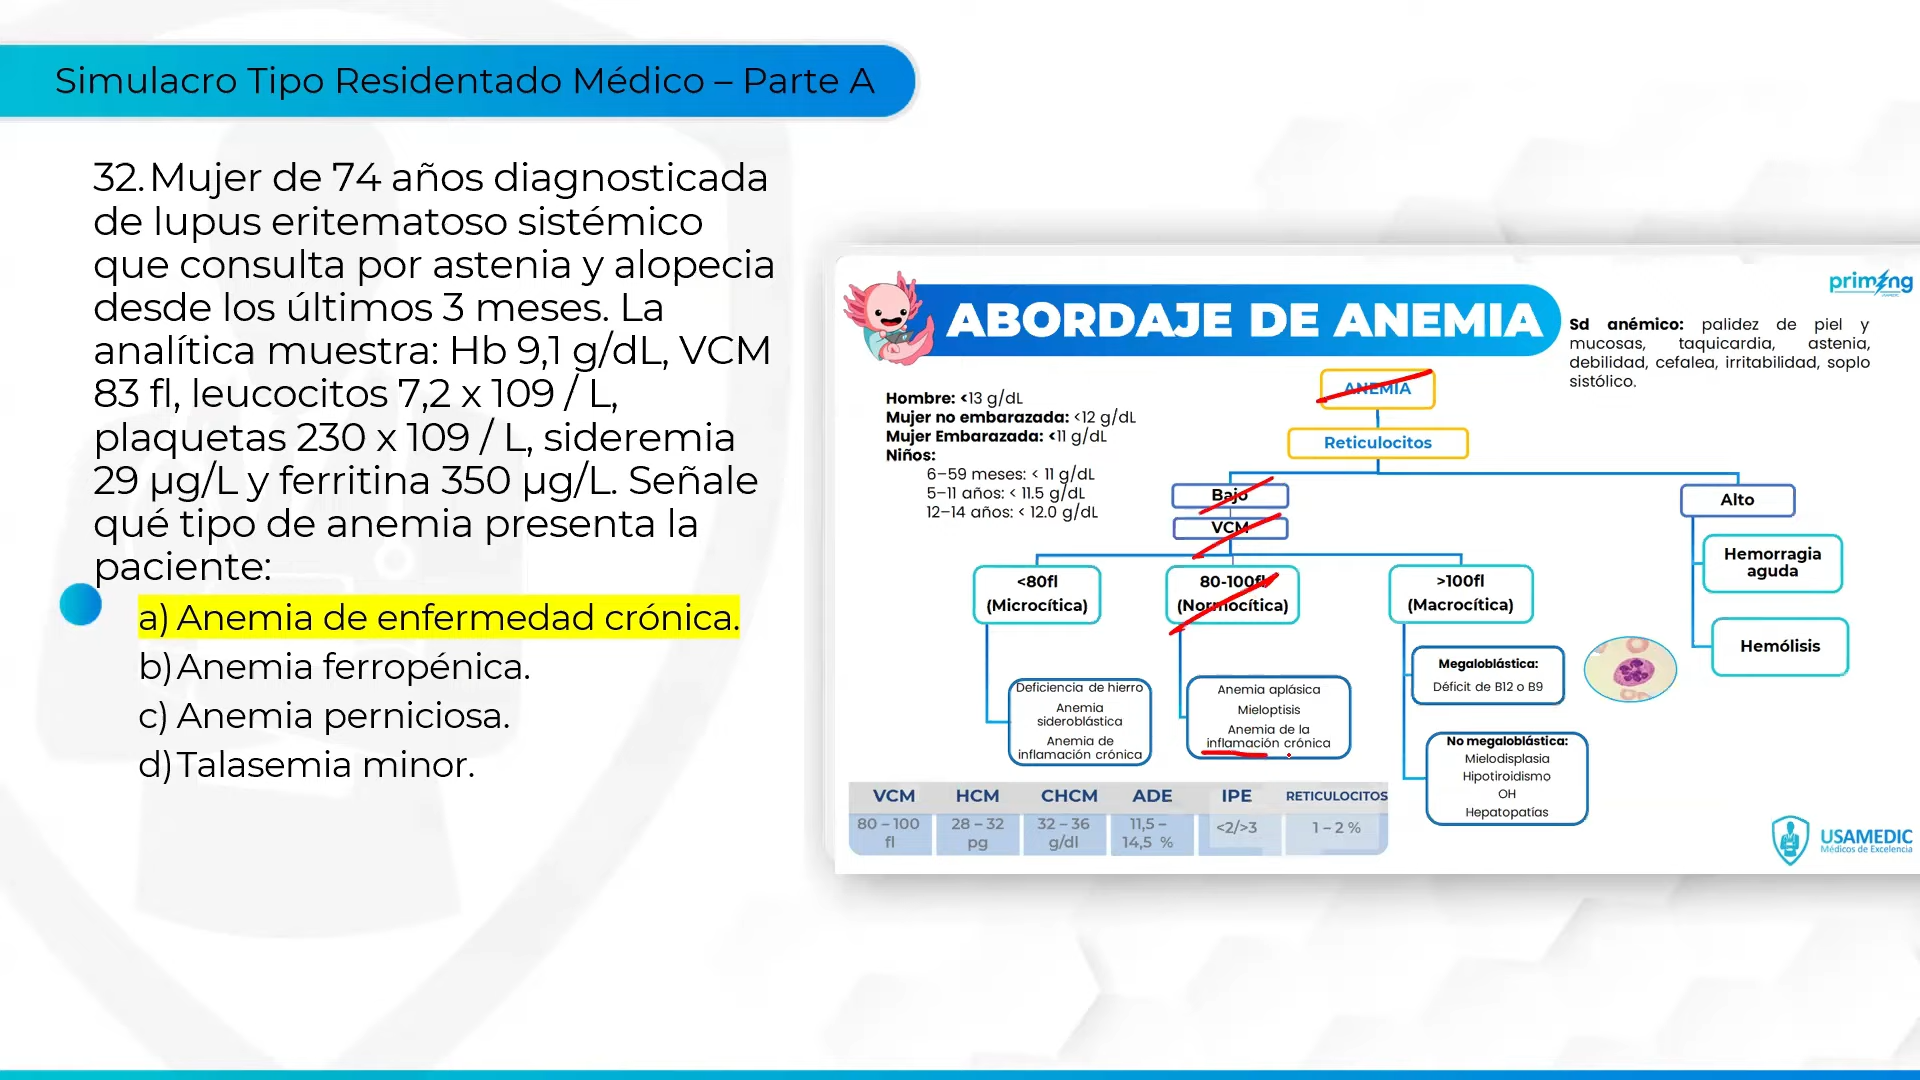 Simulacro Tipo Residentado Médico – Parte A
32. Mujer de 74 años diagnosticada
de lupus eritematoso sistémico
que consulta por astenia y alopecia
desde los últimos 3 meses. La
analítica muestra: Hb 9,1 g/dL, VCM
83 fl, leucocitos 7,2 x 109 / L,
plaquetas 230 x 109 / L, sideremia
29 µg/L y ferritina 350 µg/L. Señale
qué tipo de anemia presenta la
paciente:
a) Anemia de enfermedad crónica.
b) Anemia ferropénica.
c) Anemia perniciosa.
d) Talasemia minor.
priming
USAMEDIC
ABORDAJE DE ANEMIA
Sd anémico: palidez de piel y
mucosas, taquicardia, astenia,
debilidad, cefalea, irritabilidad, soplo
sistólico.
Hombre: <13 g/dL
Mujer no embarazada: <12 g/dL
Mujer Embarazada: <11 g/dL
Niños:
6–59 meses: < 11 g/dL
5–11 años: < 11.5 g/dL
12–14 años: < 12.0 g/dL
ANEMIA
Reticulocitos
Bajo
VCM
Alto
Hemorragia
aguda
Hemólisis
<80fl
(Microcítica)
80-100fl
(Normocítica)
>100fl
(Macrocítica)
Deficiencia de hierro
Anemia
sideroblástica
Anemia de
inflamación crónica
Anemia aplásica
Mieloptisis
Anemia de la
inflamación crónica
Megaloblástica:
Déficit de B12 o B9
No megaloblástica:
Mielodisplasia
Hipotiroidismo
OH
Hepatopatías
VCM HCM CHCM ADE IPE RETICULOCITOS
80 – 100 28 – 32 32 – 36 11,5 – <2/>3 1 – 2 %
fl pg g/dl 14,5 %
USAMEDIC
Médicos de Excelencia